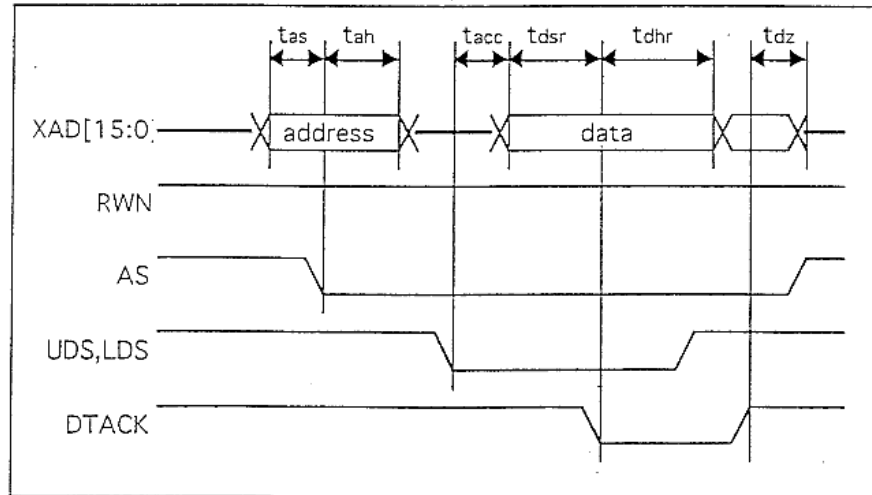 tas tah tacc tdsr tdhr tdz
XAD[15:0] address data
RWN
AS
UDS,LDS
DTACK